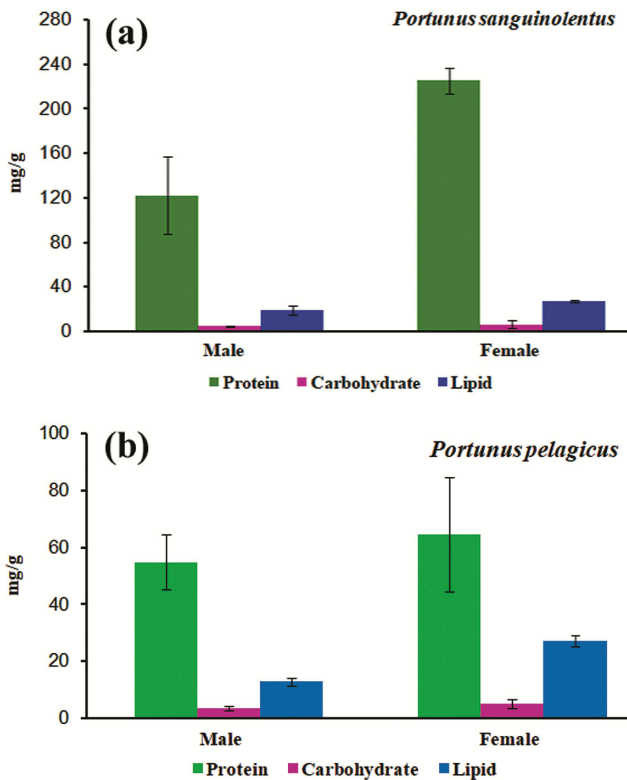 (a)
Portunus sanguinolentus
mg/g
280
240
200
160
120
80
40
0
Male Female
Protein Carbohydrate Lipid
(b)
Portunus pelagicus
mg/g
100
80
60
40
20
0
Male Female
Protein Carbohydrate Lipid